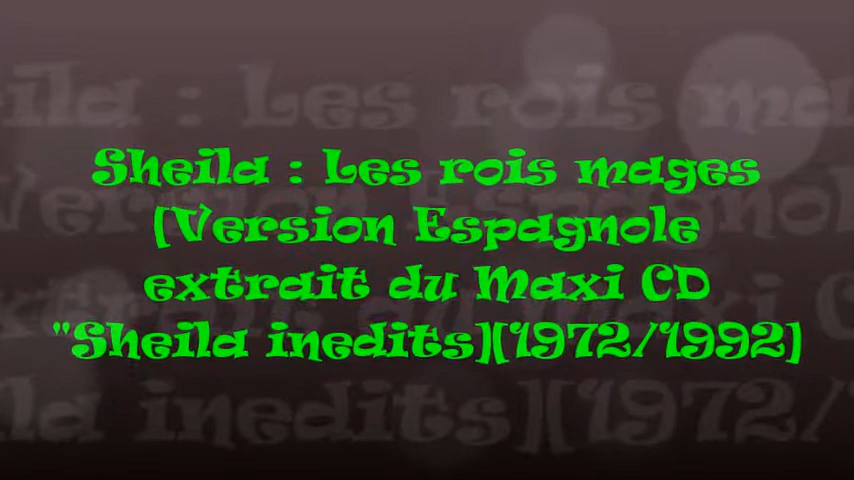 Sheila : Les rois mages
(Version Espagnole
extrait du Maxi CD
"Sheila inedits)(1972/1992)